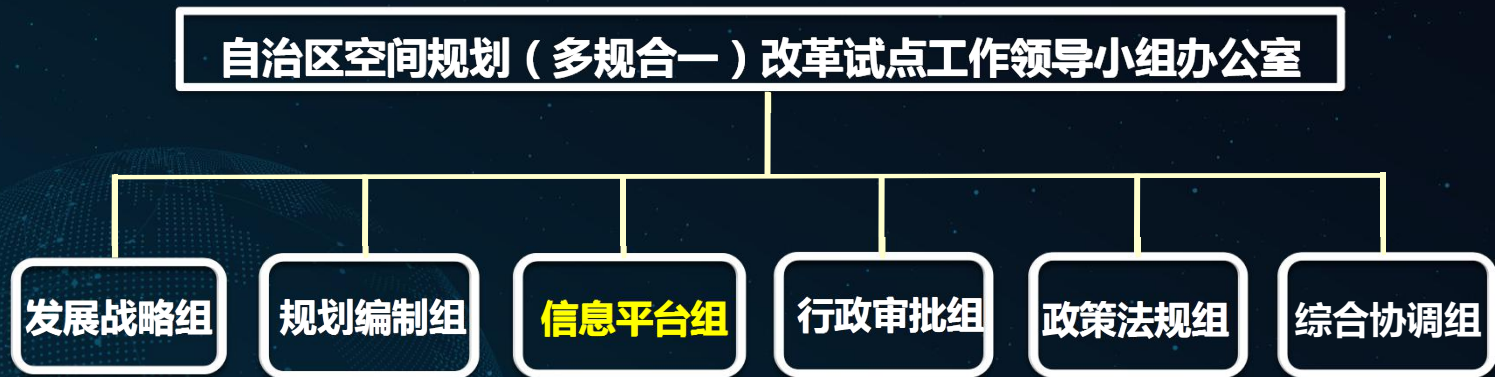 自治区空间规划（多规合一）改革试点工作领导小组办公室
发展战略组
规划编制组
信息平台组
行政审批组
政策法规组
综合协调组